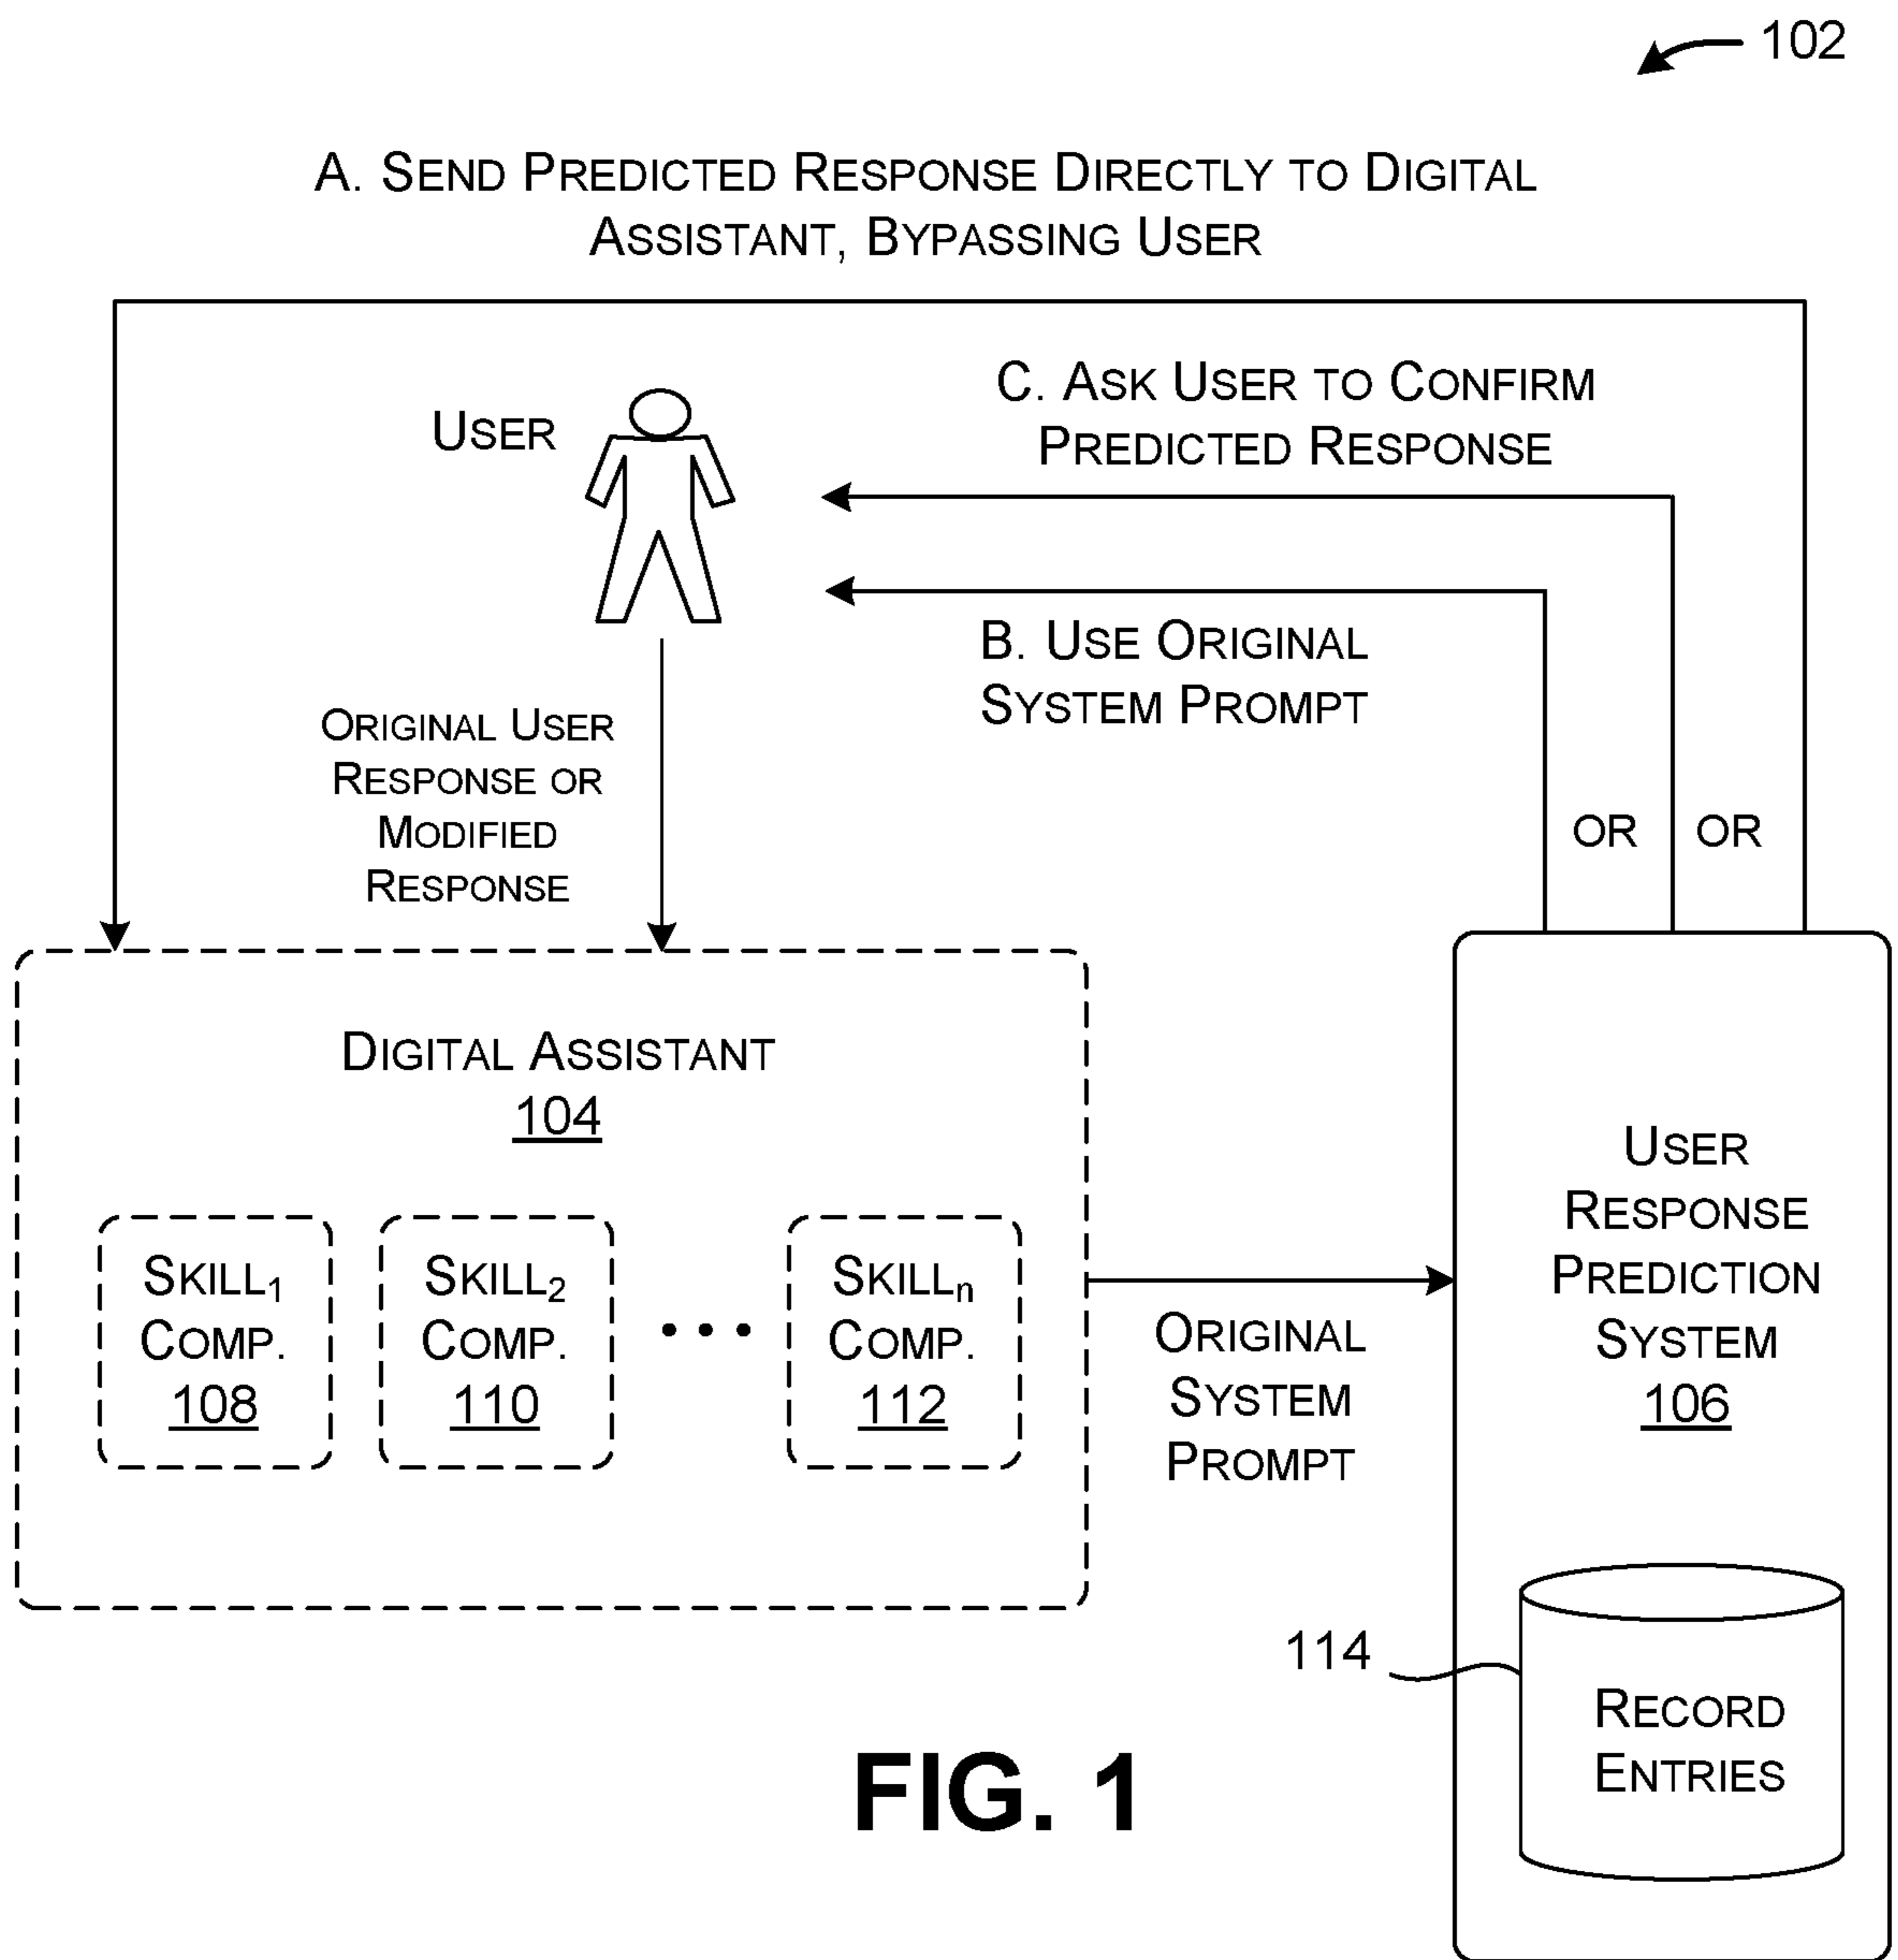 102
A. SEND PREDICTED RESPONSE DIRECTLY TO DIGITAL
ASSISTANT, BYPASSING USER
C. ASK USER TO CONFIRM
PREDICTED RESPONSE
USER
B. USE ORIGINAL
SYSTEM PROMPT
ORIGINAL USER
RESPONSE OR
MODIFIED
RESPONSE
OR
OR
DIGITAL ASSISTANT
104
SKILL₁
COMP.
108
SKILL₂
COMP.
110
• • •
SKILLₙ
COMP.
112
ORIGINAL
SYSTEM
PROMPT
USER
RESPONSE
PREDICTION
SYSTEM
106
114
RECORD
ENTRIES
FIG. 1